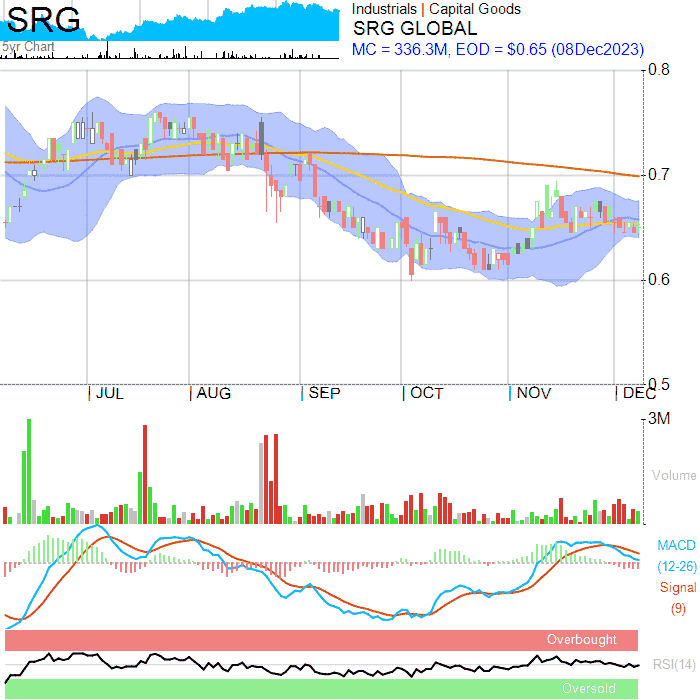 SRG
5yr Chart
Industrials | Capital Goods
SRG GLOBAL
MC = 336.3M, EOD = $0.65 (08Dec2023)
0.8
0.7
0.6
0.5
JUL AUG SEP OCT NOV DEC
3M
Volume
MACD
(12-26)
Signal
(9)
Overbought
RSI(14)
Oversold